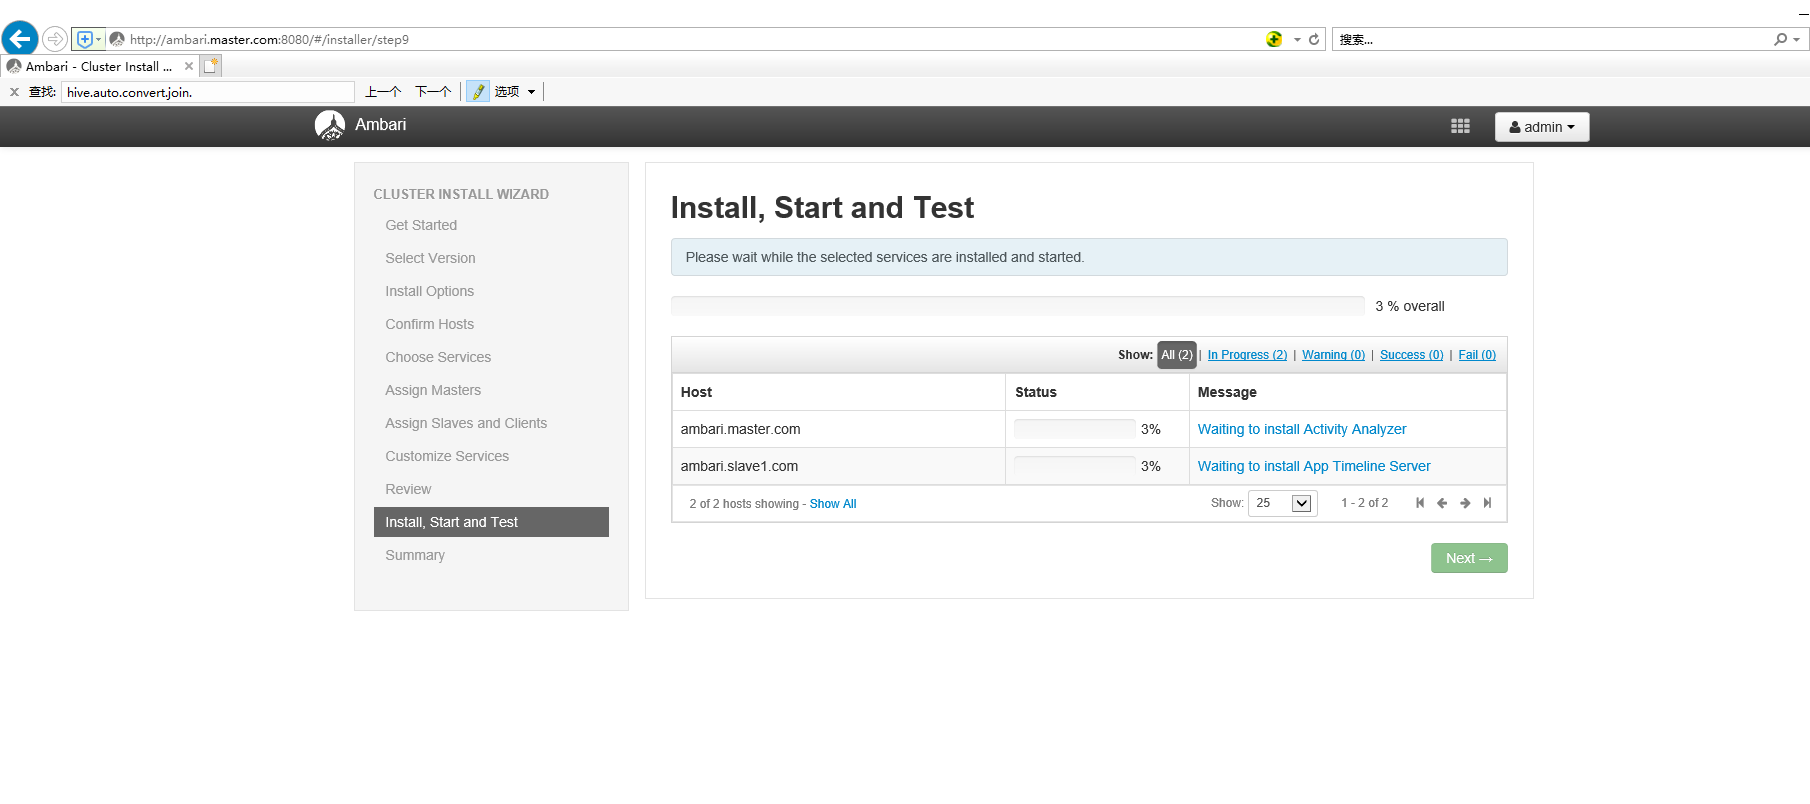 http://ambari.master.com:8080/#/installer/step9
搜索...
Ambari - Cluster Install ...
查找: hive.auto.convert.join. 上一个 下一个 选项
Ambari
admin
CLUSTER INSTALL WIZARD
Get Started
Select Version
Install Options
Confirm Hosts
Choose Services
Assign Masters
Assign Slaves and Clients
Customize Services
Review
Install, Start and Test
Summary
Install, Start and Test
Please wait while the selected services are installed and started.
3 % overall
Show: All (2) | In Progress (2) | Warning (0) | Success (0) | Fail (0)
Host Status Message
ambari.master.com 3% Waiting to install Activity Analyzer
ambari.slave1.com 3% Waiting to install App Timeline Server
2 of 2 hosts showing - Show All Show: 25 1 - 2 of 2
Next →